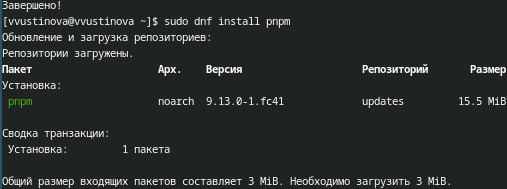 Завершено!
[vvustinova@vvustinova ~]$ sudo dnf install pnpm
Обновление и загрузка репозиториев:
Репозитории загружены.
Пакет Арх. Версия Репозиторий Размер
Установка:
pnpm noarch 9.13.0-1.fc41 updates 15.5 MiB
Сводка транзакции:
Установка: 1 пакета
Общий размер входящих пакетов составляет 3 MiB. Необходимо загрузить 3 MiB.